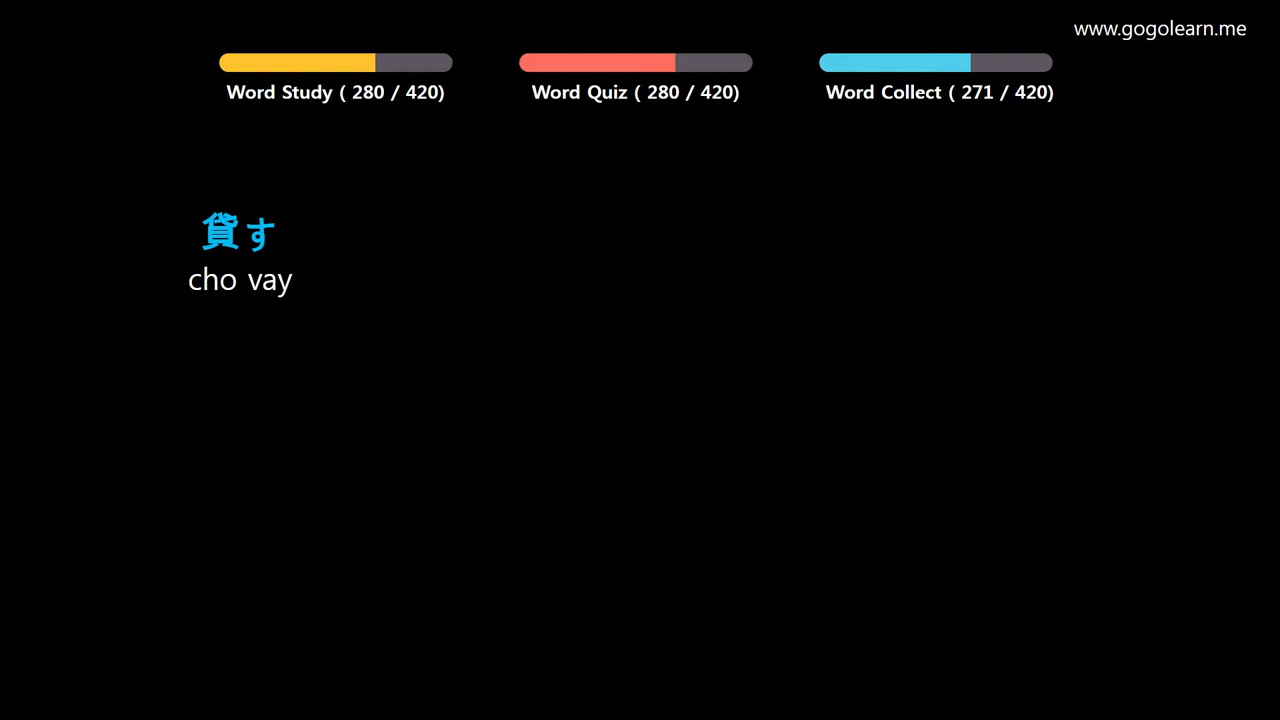 www.gogolearn.me
Word Study ( 280 / 420)
Word Quiz ( 280 / 420)
Word Collect ( 271 / 420)
貸す
cho vay